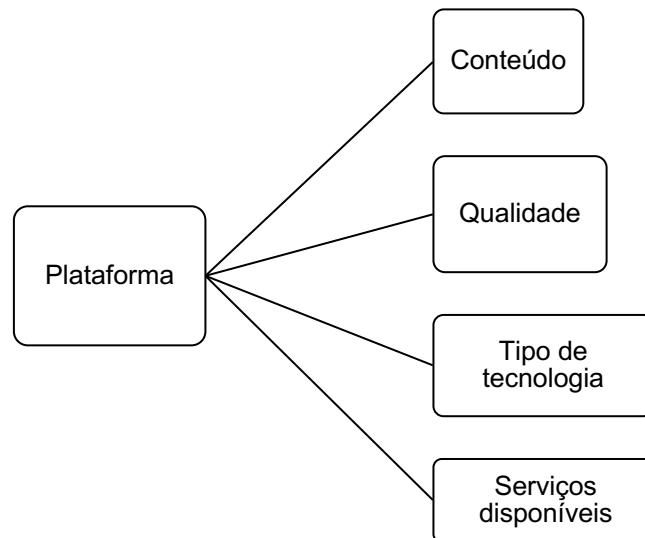 Conteúdo
Qualidade
Plataforma
Tipo de
tecnologia
Serviços
disponíveis